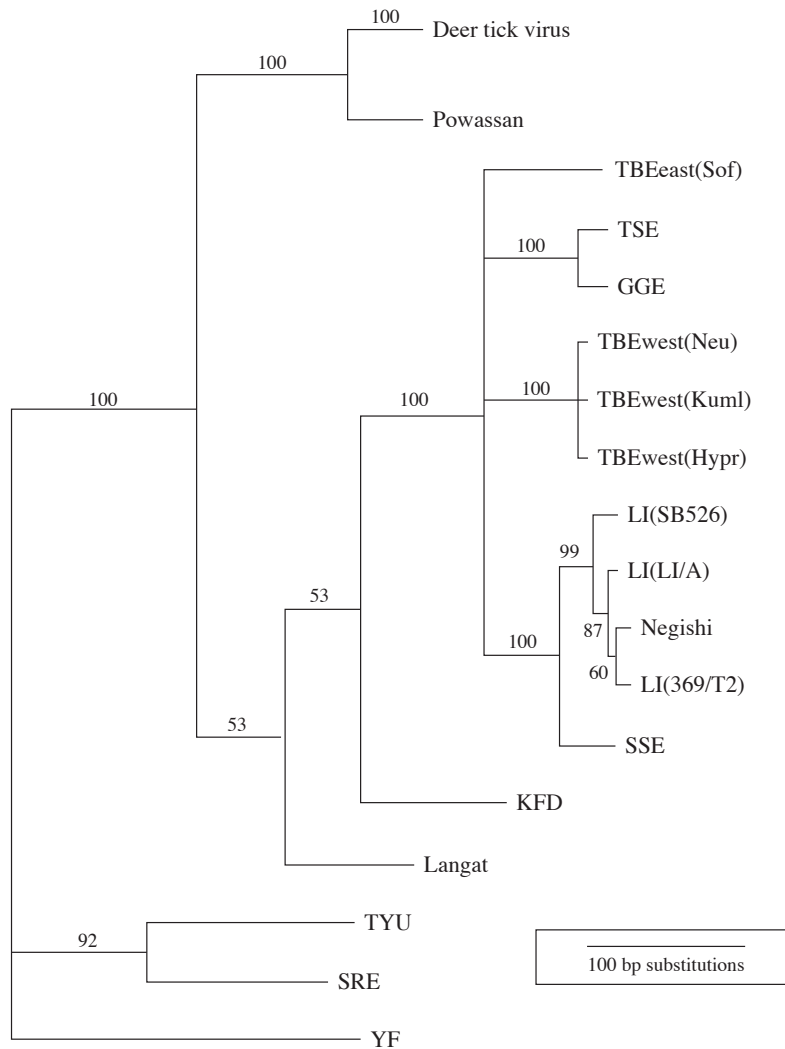 100
Deer tick virus
100
Powassan
TBEeast(Sof)
TSE
100
GGE
TBEwest(Neu)
100
100
TBEwest(Kuml)
100
TBEwest(Hypr)
LI(SB526)
99
LI(LI/A)
53
Negishi
87
100
60
LI(369/T2)
53
SSE
KFD
Langat
TYU
92
100 bp substitutions
SRE
YF